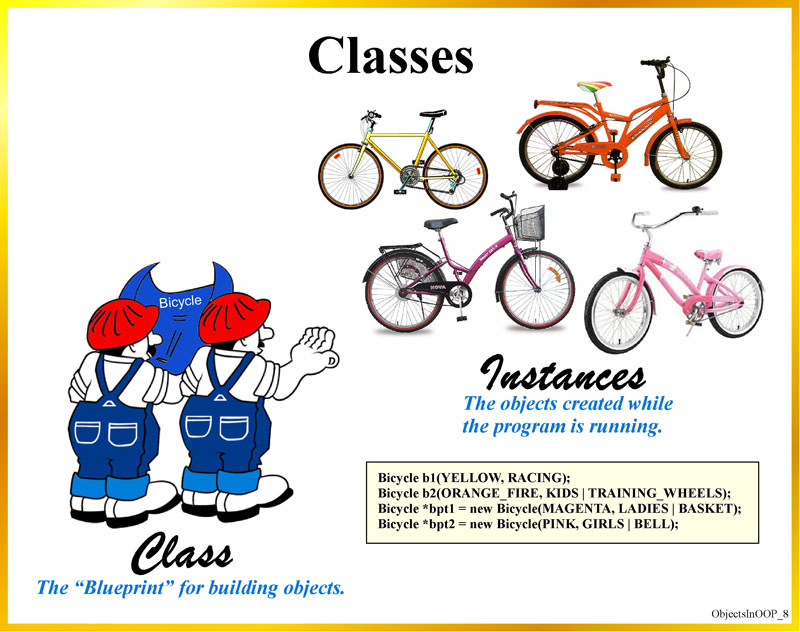 Classes
Bicycle
NOVA
D
Instances
The objects created while
the program is running.
Bicycle b1(YELLOW, RACING);
Bicycle b2(ORANGE_FIRE, KIDS | TRAINING_WHEELS);
Bicycle *bpt1 = new Bicycle(MAGENTA, LADIES | BASKET);
Bicycle *bpt2 = new Bicycle(PINK, GIRLS | BELL);
Class
The “Blueprint” for building objects.
ObjectsInOOP_8